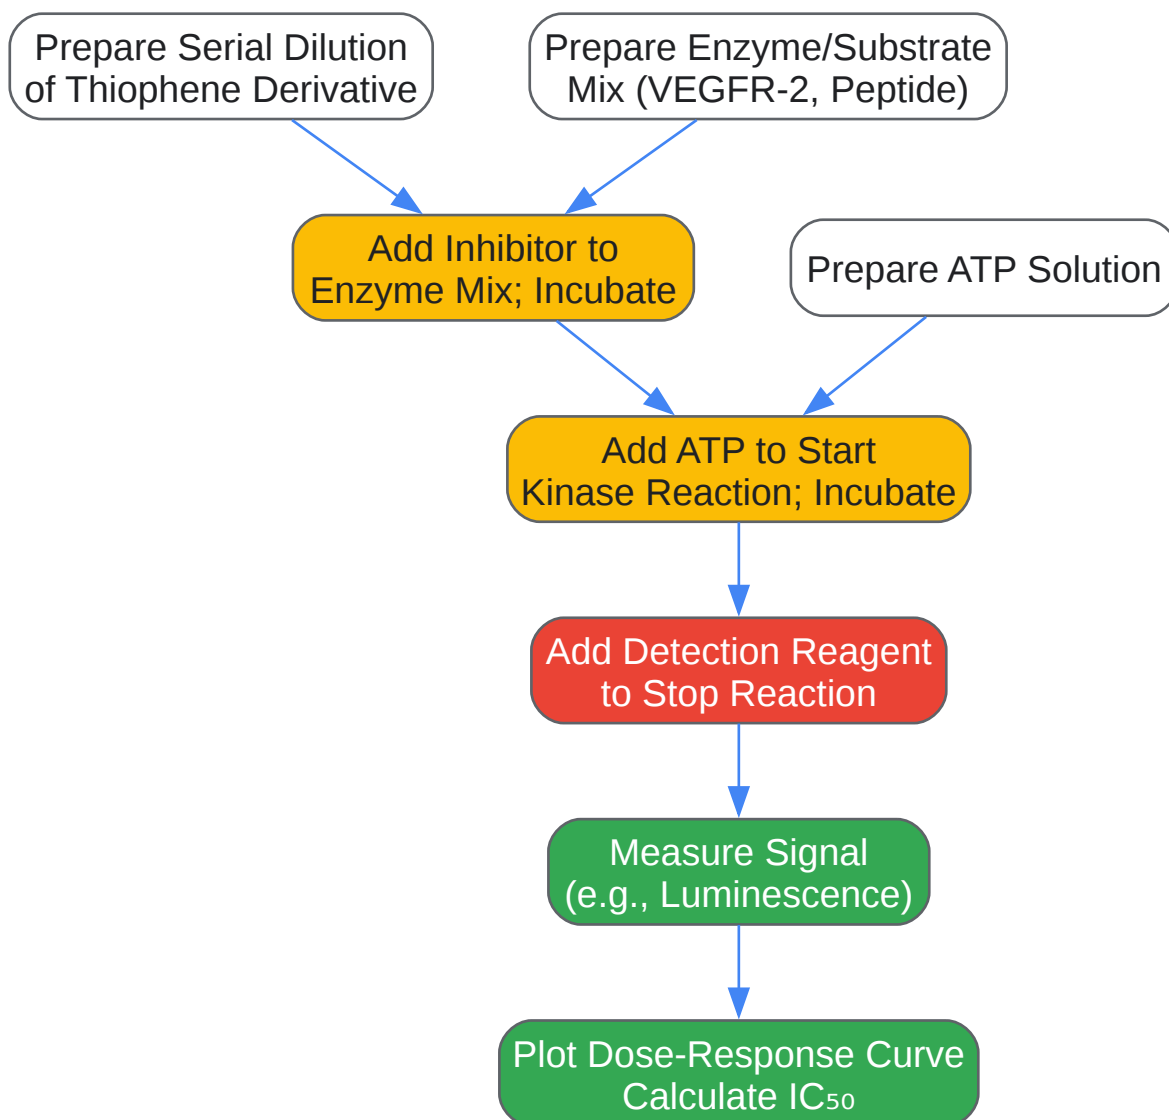 Prepare Serial Dilution
of Thiophene Derivative
Prepare Enzyme/Substrate
Mix (VEGFR-2, Peptide)
Add Inhibitor to
Enzyme Mix; Incubate
Prepare ATP Solution
Add ATP to Start
Kinase Reaction; Incubate
Add Detection Reagent
to Stop Reaction
Measure Signal
(e.g., Luminescence)
Plot Dose-Response Curve
Calculate IC₅₀